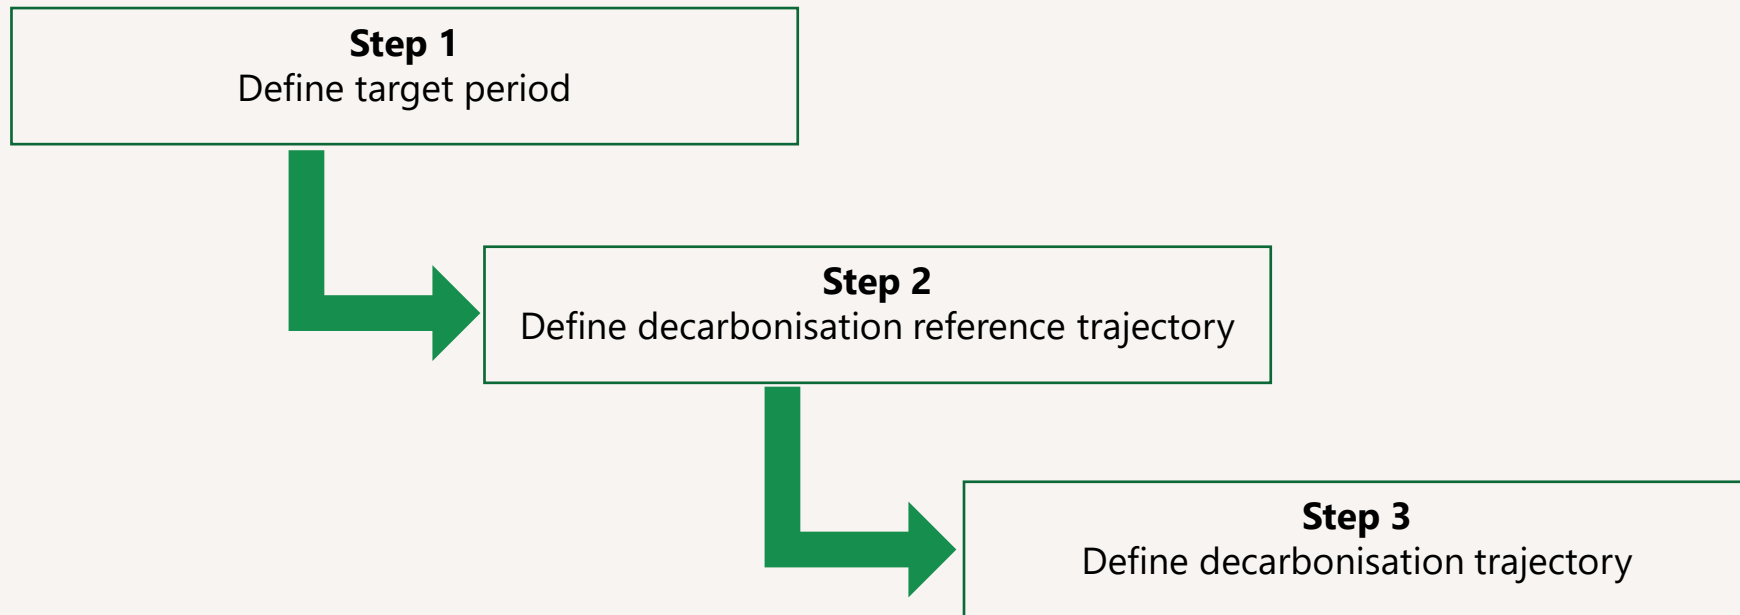 Step 1
Define target period
Step 2
Define decarbonisation reference trajectory
Step 3
Define decarbonisation trajectory